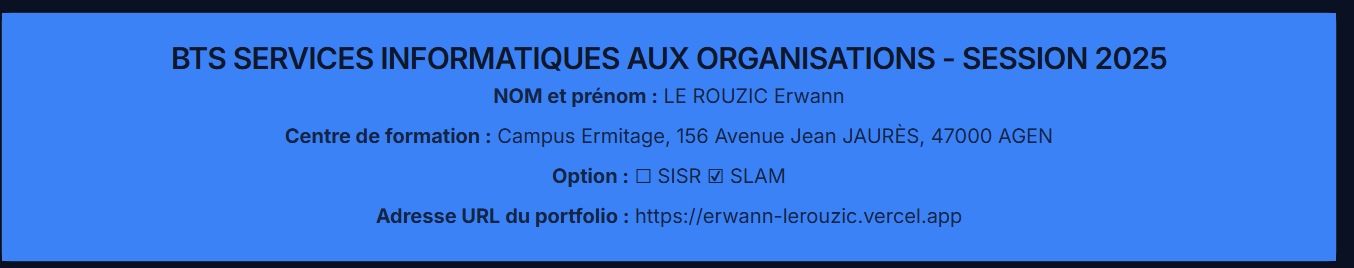 BTS SERVICES INFORMATIQUES AUX ORGANISATIONS - SESSION 2025
NOM et prénom : LE ROUZIC Erwann
Centre de formation : Campus Ermitage, 156 Avenue Jean JAURÈS, 47000 AGEN
Option : ☐ SISR ☑ SLAM
Adresse URL du portfolio : https://erwann-lerouzic.vercel.app